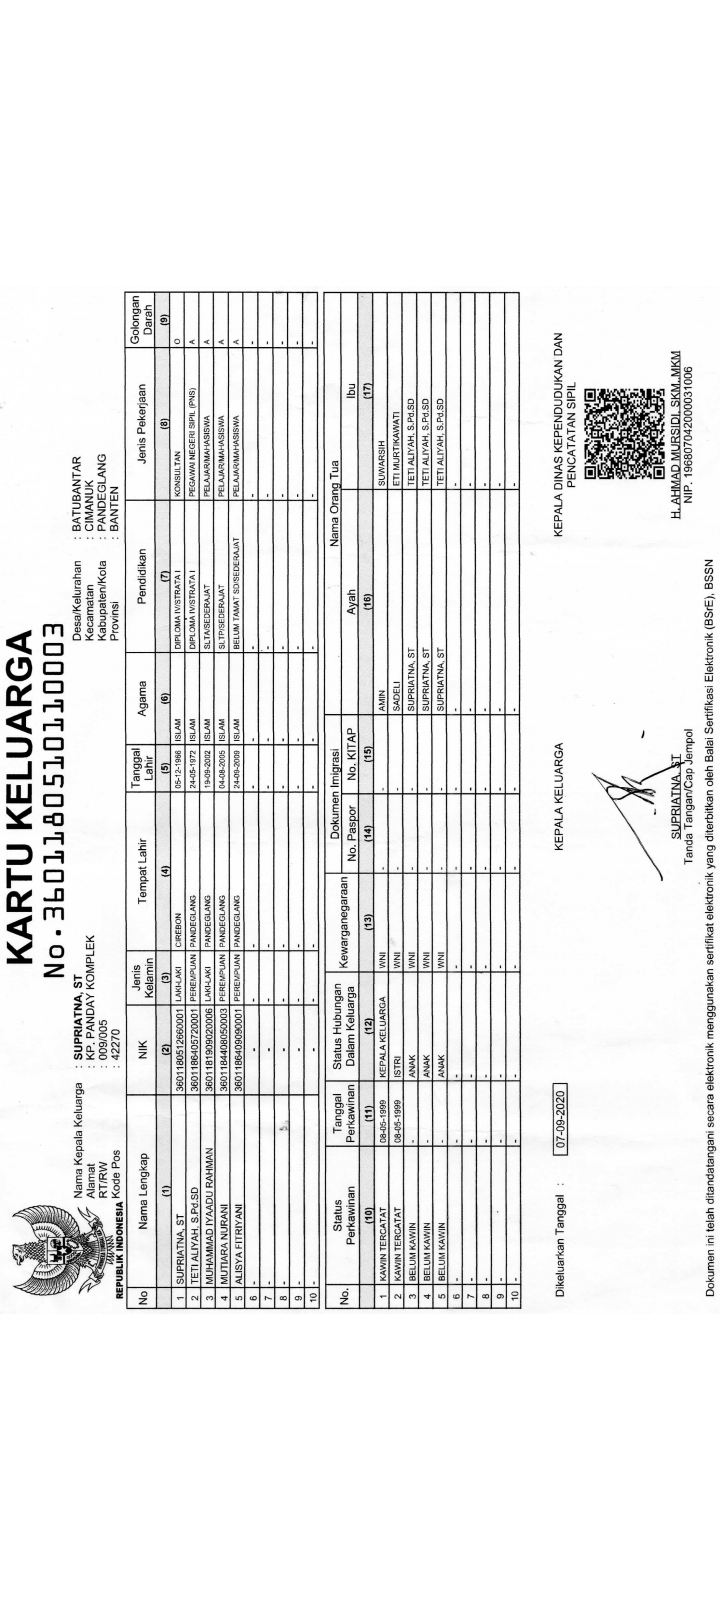 KARTU KELUARGA
No. 3601180510110003
REPUBLIK INDONESIA
Nama Kepala Keluarga : SUPRIATNA, ST
Alamat : KP. PANDAY KOMPLEK
RT/RW : 009/005
Kode Pos : 42270
Desa/Kelurahan : BATUBANTAR
Kecamatan : CIMANUK
Kabupaten/Kota : PANDEGLANG
Provinsi : BANTEN
No Nama Lengkap NIK Jenis Kelamin Tempat Lahir Tanggal Lahir Agama Pendidikan Jenis Pekerjaan Golongan Darah
(1) (2) (3) (4) (5) (6) (7) (8) (9)
1 SUPRIATNA, ST 3601180512660001 LAKI-LAKI CIREBON 05-12-1966 ISLAM DIPLOMA IV/STRATA I KONSULTAN O
2 TETI ALIYAH, S.Pd.SD 3601186405720001 PEREMPUAN PANDEGLANG 24-05-1972 ISLAM DIPLOMA IV/STRATA I PEGAWAI NEGERI SIPIL (PNS) A
3 MUHAMMAD IYAADU RAHMAN 3601181909020006 LAKI-LAKI PANDEGLANG 19-09-2002 ISLAM SLTA/SEDERAJAT PELAJAR/MAHASISWA A
4 MUTIARA NURANI 3601184408050003 PEREMPUAN PANDEGLANG 04-08-2005 ISLAM SLTP/SEDERAJAT PELAJAR/MAHASISWA A
5 ALISYA FITRIYANI 3601186409090001 PEREMPUAN PANDEGLANG 24-09-2009 ISLAM BELUM TAMAT SD/SEDERAJAT PELAJAR/MAHASISWA A
6 - - - - - - - - -
7 - - - - - - - - -
8 - - - - - - - - -
9 - - - - - - - - -
10 - - - - - - - - -
No. Status Perkawinan Tanggal Perkawinan Status Hubungan Dalam Keluarga Kewarganegaraan Dokumen Imigrasi Nama Orang Tua
No. Paspor No. KITAP Ayah Ibu
(10) (11) (12) (13) (14) (15) (16) (17)
1 KAWIN TERCATAT 08-05-1999 KEPALA KELUARGA WNI - - AMIN SUWARSIH
2 KAWIN TERCATAT 08-05-1999 ISTRI WNI - - SADELI ETI MURTIKAWATI
3 BELUM KAWIN - ANAK WNI - - SUPRIATNA, ST TETI ALIYAH, S.Pd.SD
4 BELUM KAWIN - ANAK WNI - - SUPRIATNA, ST TETI ALIYAH, S.Pd.SD
5 BELUM KAWIN - ANAK WNI - - SUPRIATNA, ST TETI ALIYAH, S.Pd.SD
6 - - - - - - - -
7 - - - - - - - -
8 - - - - - - - -
9 - - - - - - - -
10 - - - - - - - -
Dikeluarkan Tanggal : 07-09-2020
KEPALA KELUARGA
SUPRIATNA, ST
Tanda Tangan/Cap Jempol
KEPALA DINAS KEPENDUDUKAN DAN
PENCATATAN SIPIL
H. AHMAD MURSIDI, SKM.,MKM
NIP. 196807042000031006
Dokumen ini telah ditandatangani secara elektronik menggunakan sertifikat elektronik yang diterbitkan oleh Balai Sertifikasi Elektronik (BSrE), BSSN